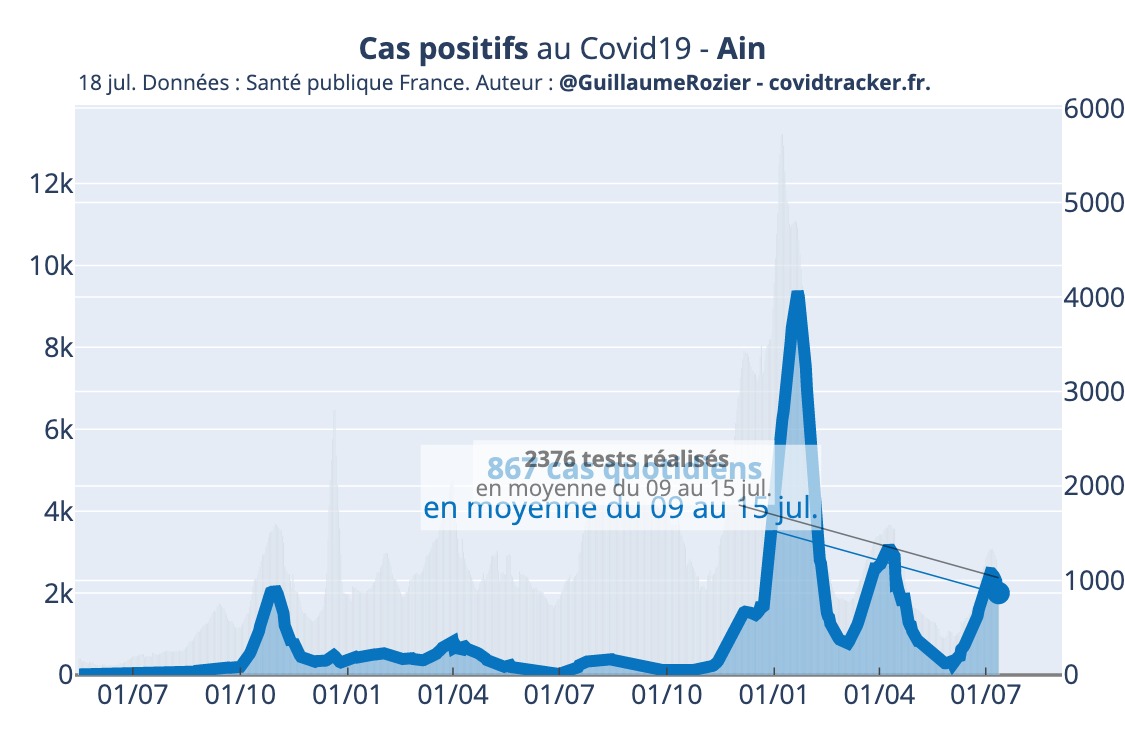 Cas positifs au Covid19 - Ain
18 jul. Données : Santé publique France. Auteur : @GuillaumeRozier - covidtracker.fr.
6000
12k
5000
10k
4000
8k
3000
6k
2376 tests réalisés
867 cas quotidiens
en moyenne du 09 au 15 jul.
2000
en moyenne du 09 au 15 jul.
4k
1000
2k
0
0
01/07 01/10 01/01 01/04 01/07 01/10 01/01 01/04 01/07